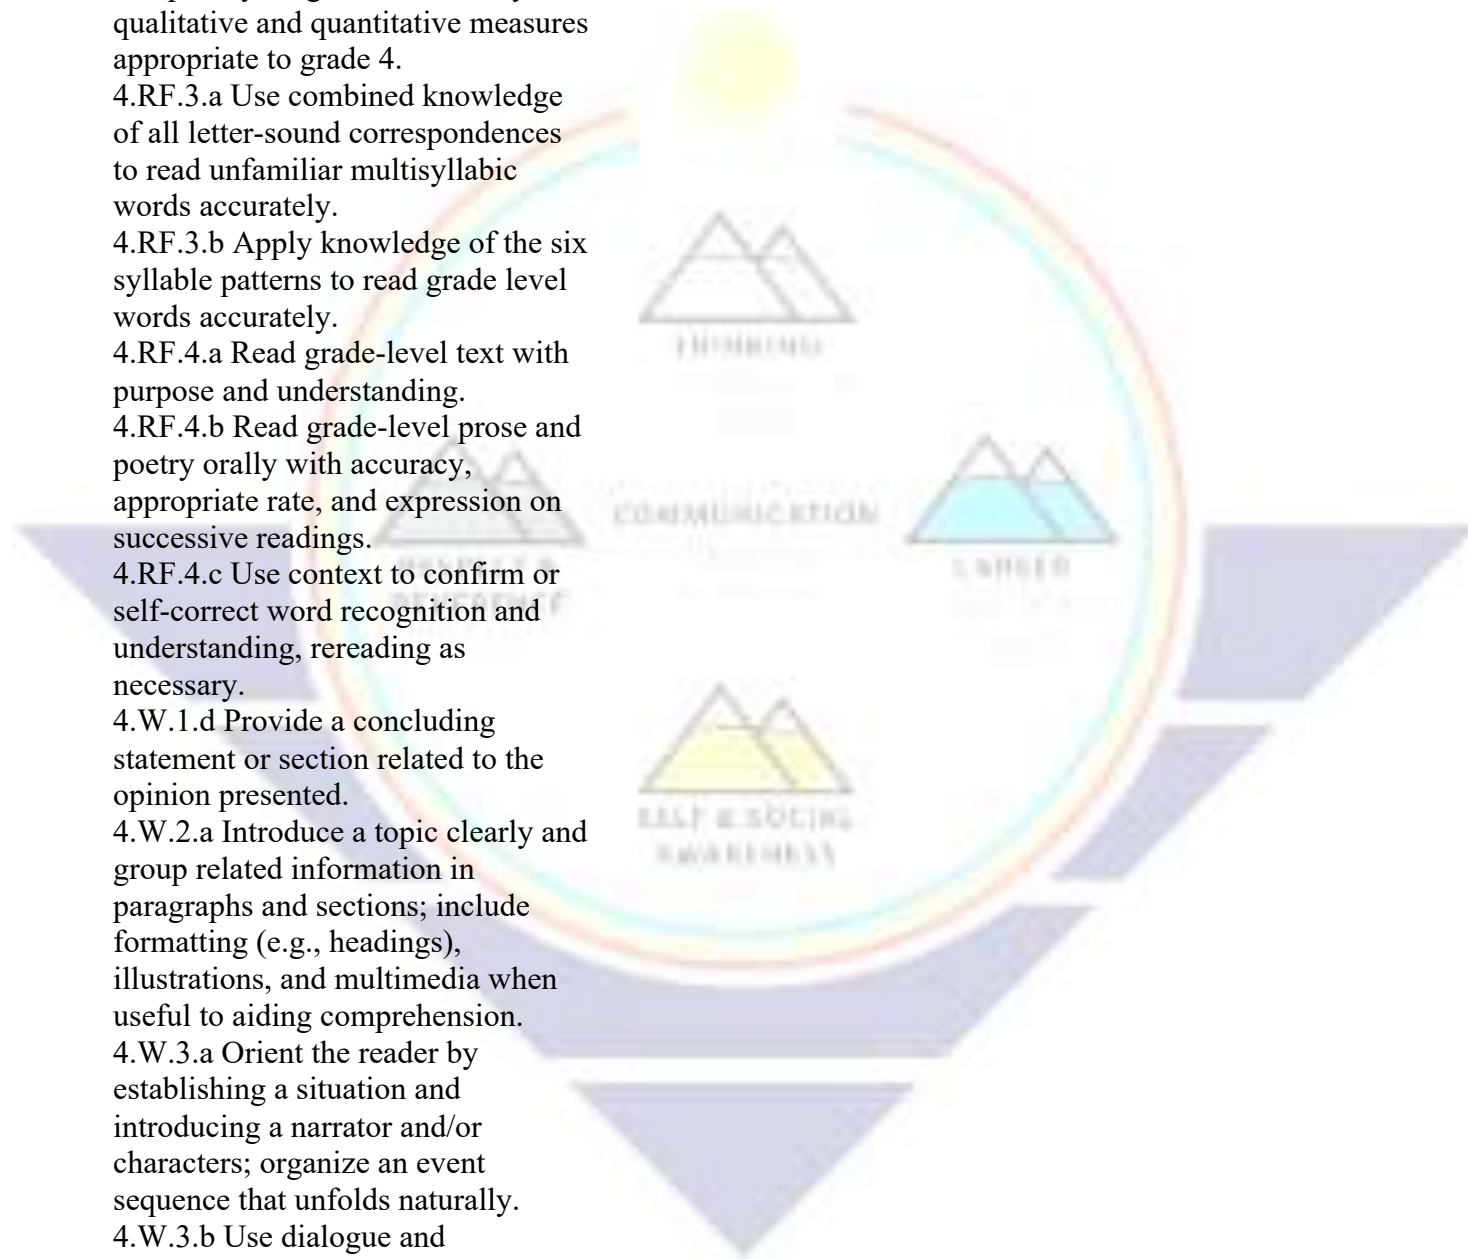 qualitative and quantitative measures
appropriate to grade 4.
4.RF.3.a Use combined knowledge
of all letter-sound correspondences
to read unfamiliar multisyllabic
words accurately.
4.RF.3.b Apply knowledge of the six
syllable patterns to read grade level
words accurately.
4.RF.4.a Read grade-level text with
purpose and understanding.
4.RF.4.b Read grade-level prose and
poetry orally with accuracy,
appropriate rate, and expression on
successive readings.
4.RF.4.c Use context to confirm or
self-correct word recognition and
understanding, rereading as
necessary.
4.W.1.d Provide a concluding
statement or section related to the
opinion presented.
4.W.2.a Introduce a topic clearly and
group related information in
paragraphs and sections; include
formatting (e.g., headings),
illustrations, and multimedia when
useful to aiding comprehension.
4.W.3.a Orient the reader by
establishing a situation and
introducing a narrator and/or
characters; organize an event
sequence that unfolds naturally.
4.W.3.b Use dialogue and
THINKING
COMMUNICATION
CAREER
SELF & SOCIAL
AWARENESS